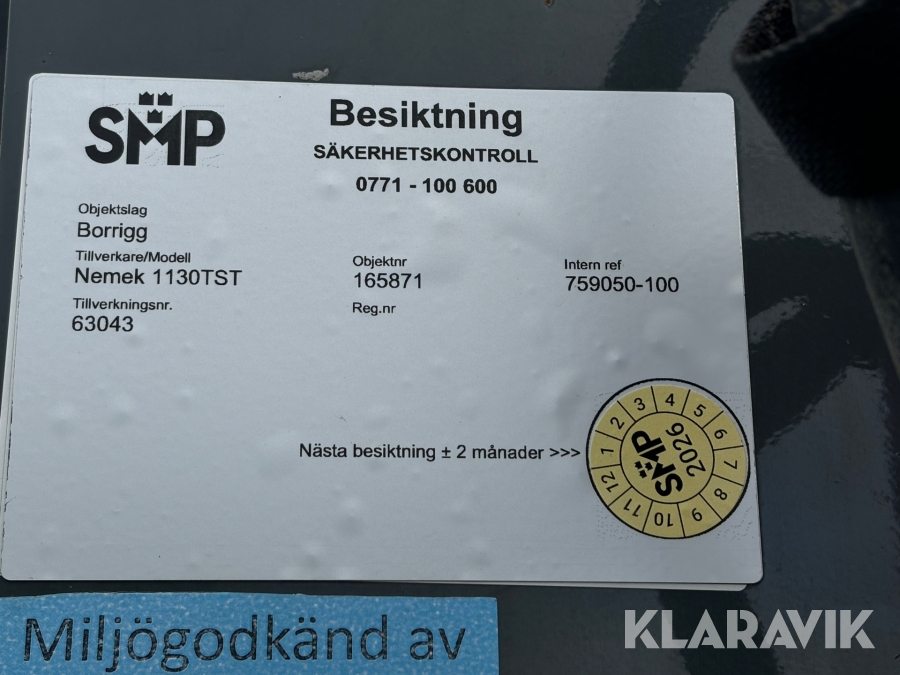 SMP
Besiktning
SÄKERHETSKONTROLL
0771 - 100 600
Objektslag
Borrigg
Tillverkare/Modell
Nemek 1130TST
Objektnr
165871
Intern ref
759050-100
Tillverkningsnr.
63043
Reg.nr
Nästa besiktning ± 2 månader >>>
1 2 3 4 5 6 7 8 9 10 11 12
SMP
2026
Miljögodkänd av
KLARAVIK